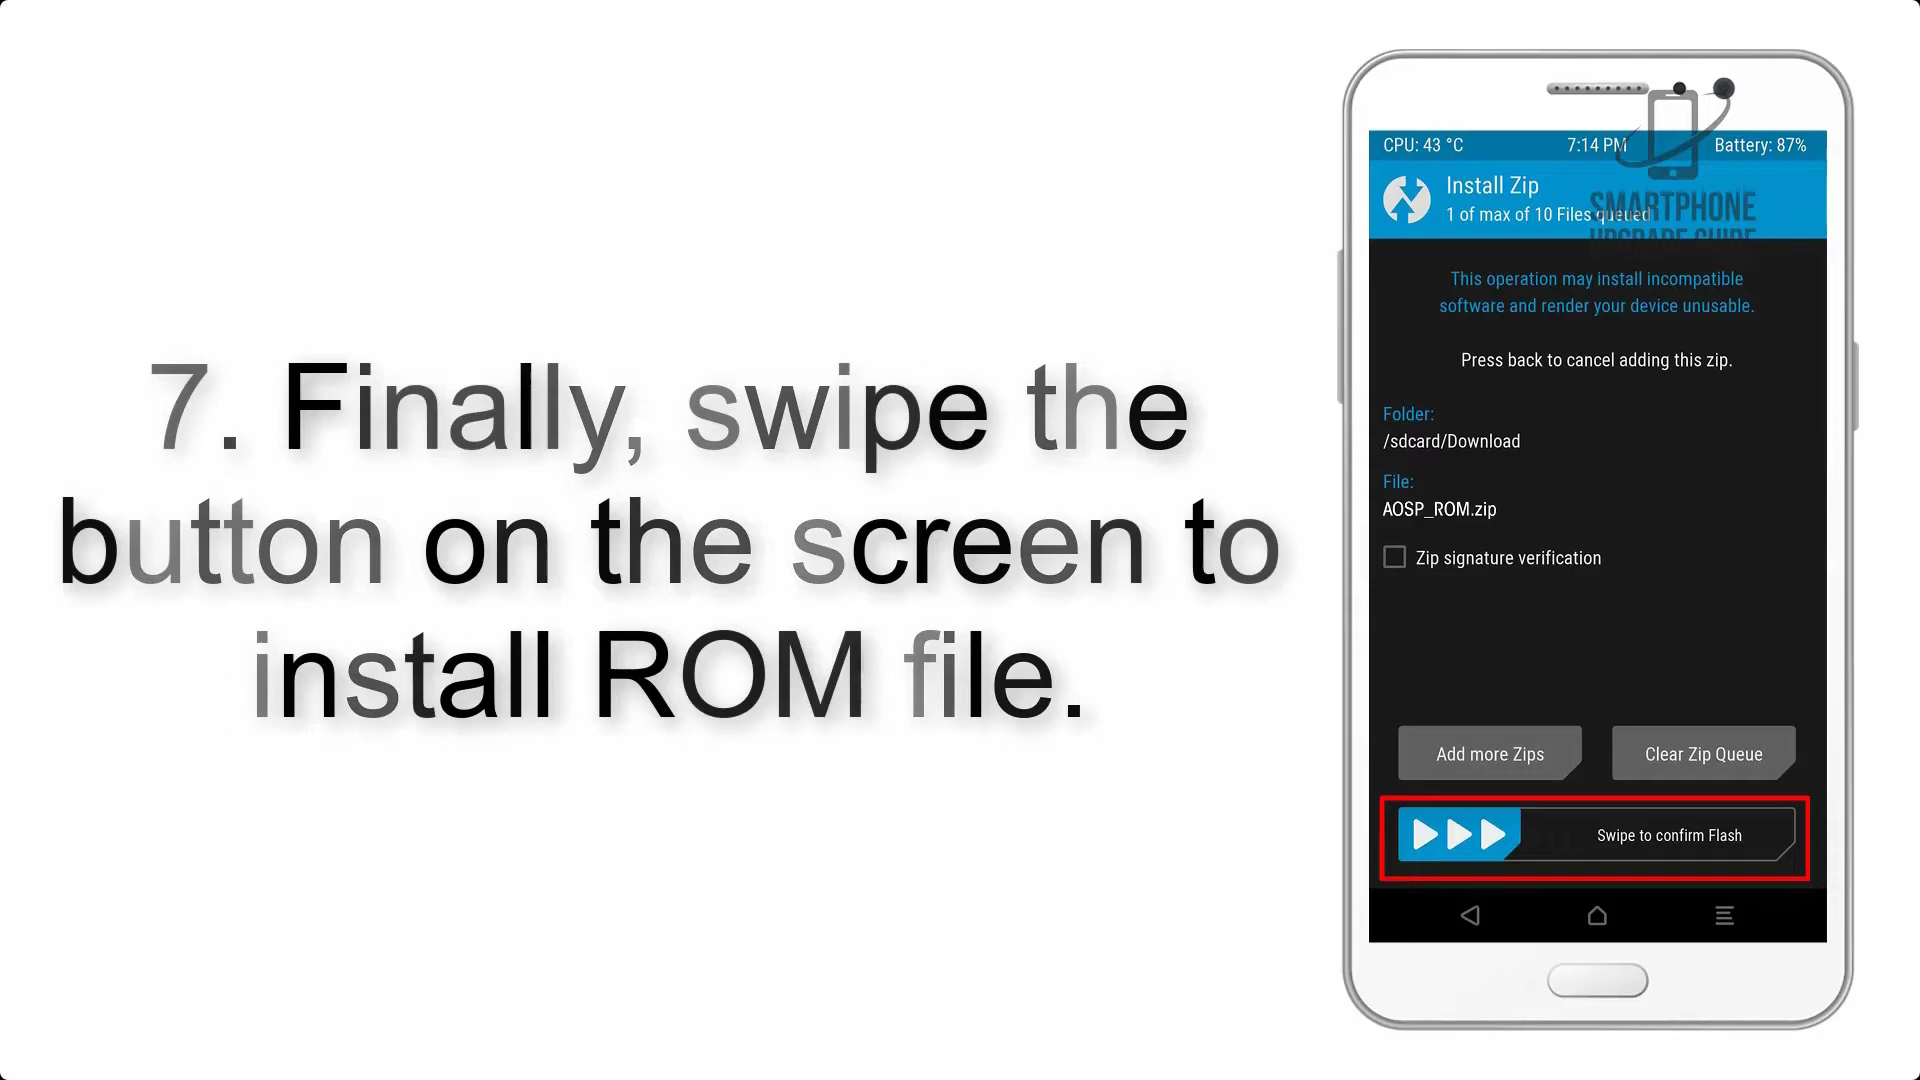 7. Finally, swipe the
button on the screen to
install ROM file.
CPU: 43 °C 7:14 PM Battery: 87%
Install Zip
1 of max of 10 Files queued
SMARTPHONE
UPGRADE GUIDE
This operation may install incompatible
software and render your device unusable.
Press back to cancel adding this zip.
Folder:
/sdcard/Download
File:
AOSP_ROM.zip
Zip signature verification
Add more Zips Clear Zip Queue
Swipe to confirm Flash